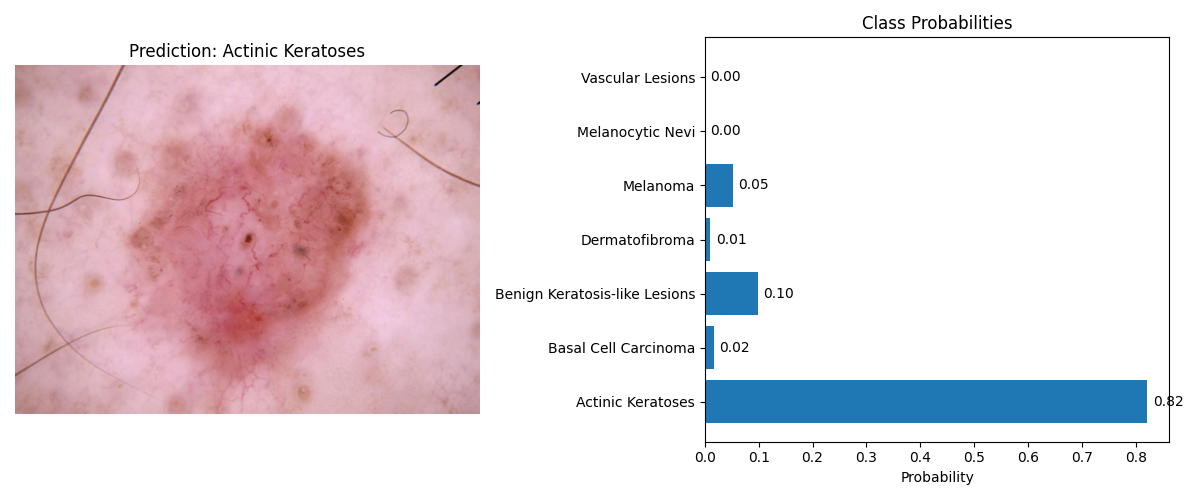 Prediction: Actinic Keratoses
Class Probabilities
Vascular Lesions 0.00
Melanocytic Nevi 0.00
Melanoma 0.05
Dermatofibroma 0.01
Benign Keratosis-like Lesions 0.10
Basal Cell Carcinoma 0.02
Actinic Keratoses 0.82
0.0 0.1 0.2 0.3 0.4 0.5 0.6 0.7 0.8
Probability